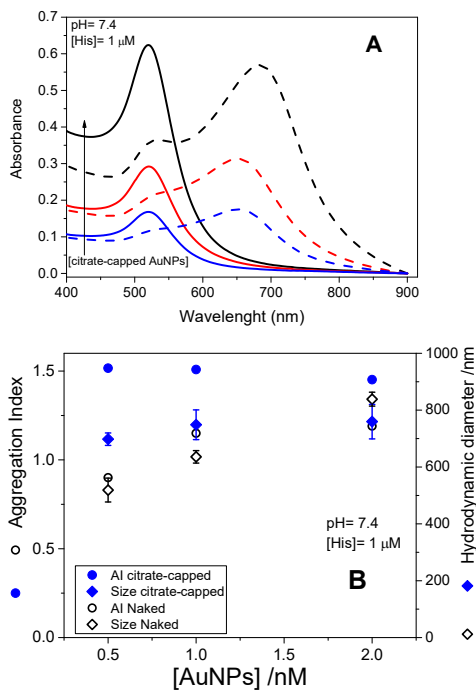 pH= 7.4
[His]= 1 μM
A
0.7
0.6
0.5
0.4
0.3
0.2
0.1
0.0
Absorbance
[citrate-capped AuNPs]
400 500 600 700 800 900
Wavelenght (nm)
1.5
1.0
0.5
0.0
Aggregation Index
1000
800
600
400
200
0
Hydrodynamic diameter /nm
pH= 7.4
[His]= 1 μM
AI citrate-capped
Size citrate-capped
AI Naked
Size Naked
B
0.5 1.0 1.5 2.0
[AuNPs] /nM